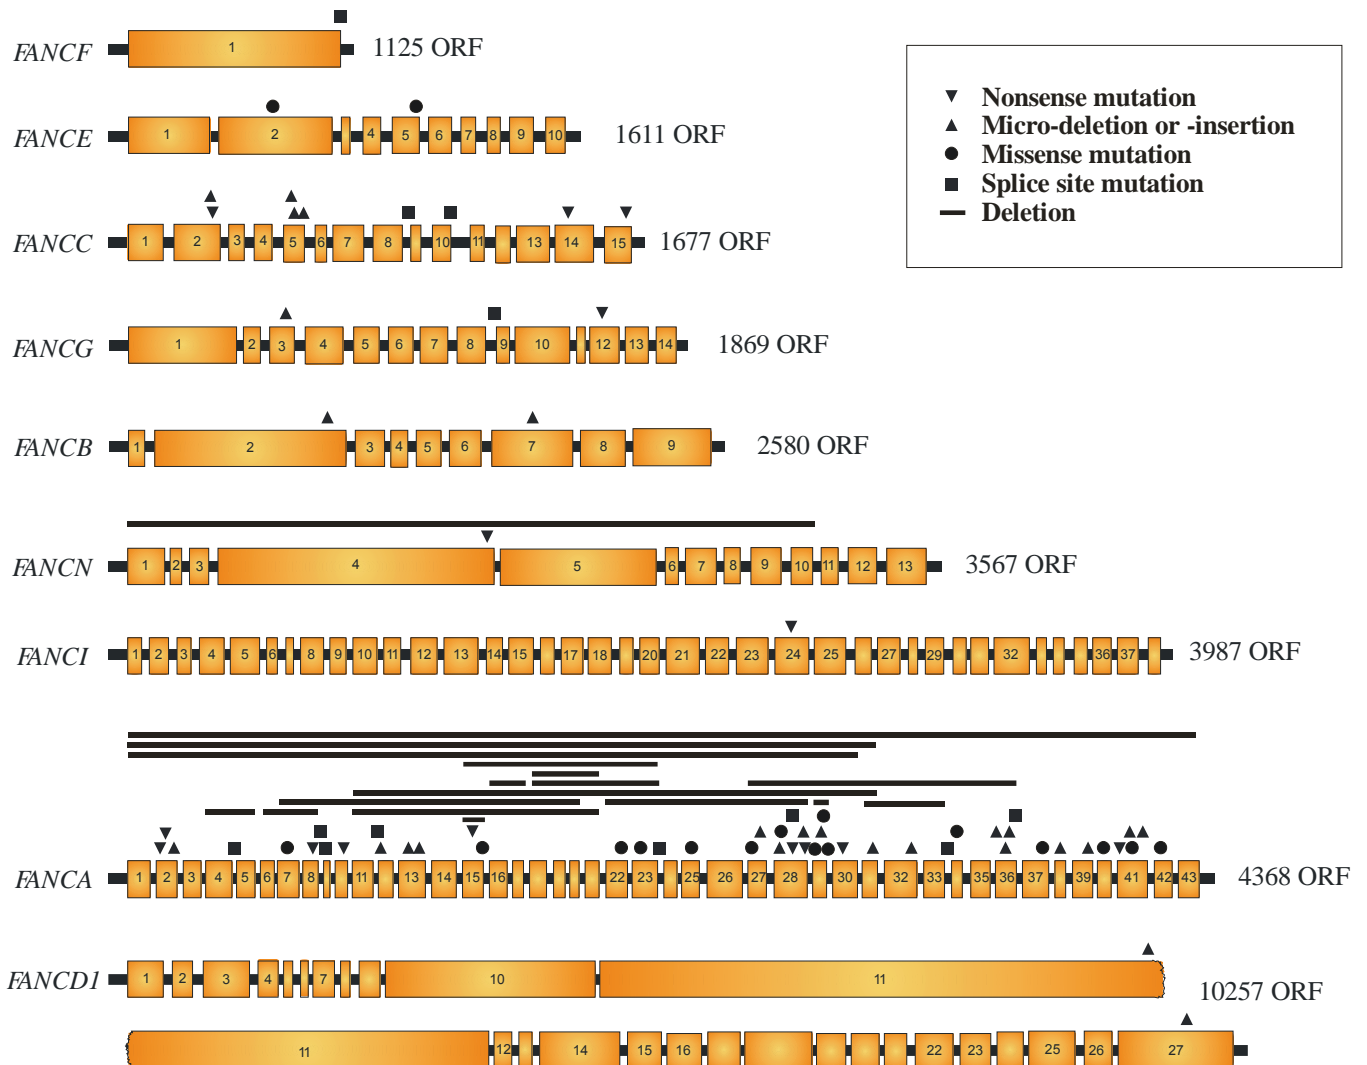 FANCF 1 1125 ORF
Nonsense mutation
Micro-deletion or -insertion
Missense mutation
Splice site mutation
Deletion
FANCE 1 2 4 5 6 7 8 9 10 1611 ORF
FANCC 1 2 3 4 5 6 7 8 10 11 13 14 15 1677 ORF
FANCG 1 2 3 4 5 6 7 8 9 10 12 13 14 1869 ORF
FANCB 1 2 3 4 5 6 7 8 9 2580 ORF
FANCN 1 2 3 4 5 6 7 8 9 10 11 12 13 3567 ORF
FANCI 1 2 3 4 5 6 8 9 10 11 12 13 14 15 17 18 20 21 22 23 24 25 27 29 32 36 37 3987 ORF
FANCA 1 2 3 4 5 6 7 8 11 13 14 15 16 22 23 25 26 27 28 30 32 33 35 36 37 39 41 42 43 4368 ORF
FANCD1 1 2 3 4 7 10 11 10257 ORF
11 12 14 15 16 22 23 25 26 27